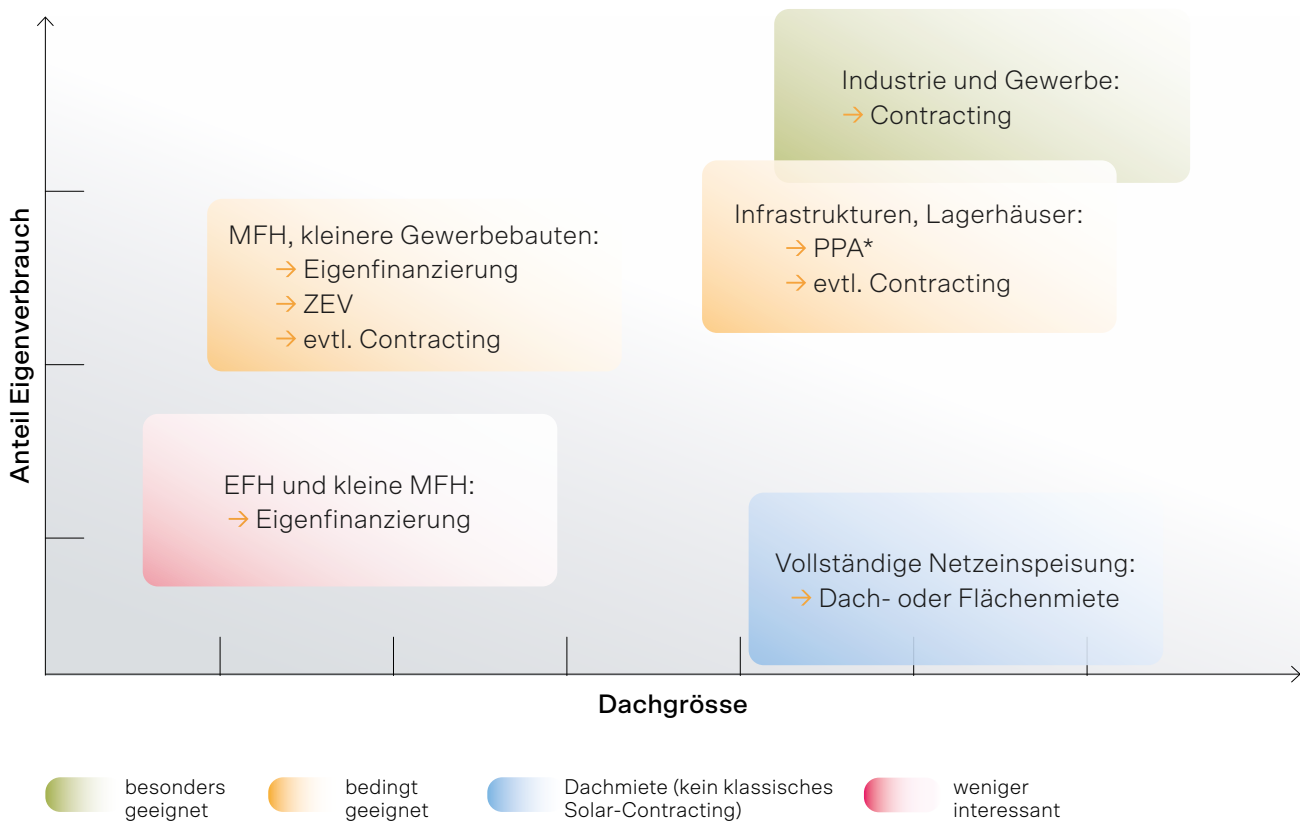 Anteil Eigenverbrauch
Industrie und Gewerbe:
→ Contracting
Infrastrukturen, Lagerhäuser:
→ PPA*
→ evtl. Contracting
MFH, kleinere Gewerbebauten:
→ Eigenfinanzierung
→ ZEV
→ evtl. Contracting
EFH und kleine MFH:
→ Eigenfinanzierung
Vollständige Netzeinspeisung:
→ Dach- oder Flächenmiete
Dachgrösse
besonders
geeignet
bedingt
geeignet
Dachmiete (kein klassisches
Solar-Contracting)
weniger
interessant